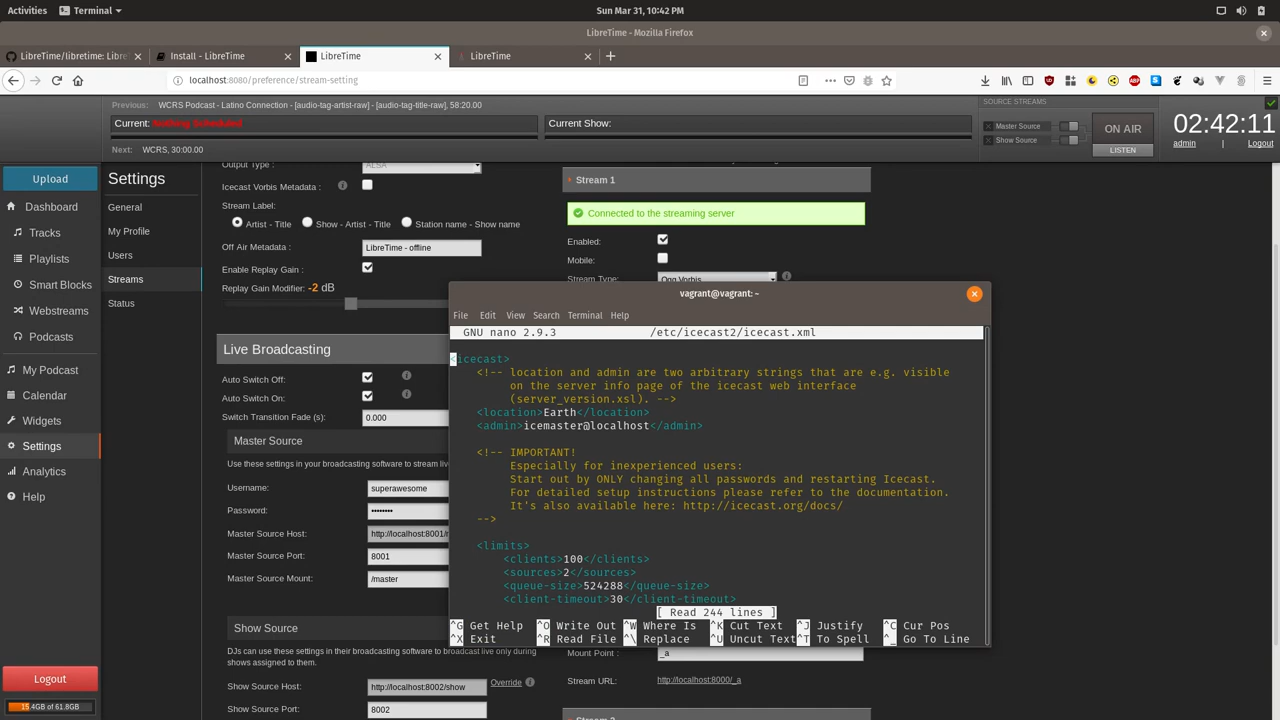 Activities
Terminal
Sun Mar 31, 10:42 PM
LibreTime - Mozilla Firefox
LibreTime/libretime: Libre
Install - LibreTime
LibreTime
LibreTime
localhost:8080/preference/stream-setting
Previous: WCRS Podcast - Latino Connection - [audio-tag-artist-raw] - [audio-tag-title-raw], 58:20.00
Current: Nothing Scheduled
Current Show:
Next: WCRS, 30:00.00
SOURCE STREAMS
Master Source
Show Source
ON AIR
LISTEN
02:42:11
admin | Logout
Upload
Dashboard
Tracks
Playlists
Smart Blocks
Webstreams
Podcasts
My Podcast
Calendar
Widgets
Settings
Analytics
Help
Logout
15.4GB of 61.8GB
Settings
General
My Profile
Users
Streams
Status
Output Type : ALSA
Icecast Vorbis Metadata :
Stream Label:
Artist - Title
Show - Artist - Title
Station name - Show name
Off Air Metadata : LibreTime - offline
Enable Replay Gain :
Replay Gain Modifier: -2 dB
Live Broadcasting
Auto Switch Off:
Auto Switch On:
Switch Transition Fade (s): 0.000
Master Source
Use these settings in your broadcasting software to stream live
Username: superawesome
Password: ••••••••
Master Source Host: http://localhost:8001/
Master Source Port: 8001
Master Source Mount: /master
Show Source
DJs can use these settings in their broadcasting software to broadcast live only during
shows assigned to them.
Show Source Host: http://localhost:8002/show Override
Show Source Port: 8002
Stream 1
Connected to the streaming server
Enabled:
Mobile:
Stream Type: Ogg Vorbis
vagrant@vagrant: ~
File Edit View Search Terminal Help
GNU nano 2.9.3 /etc/icecast2/icecast.xml
<icecast>
<!-- location and admin are two arbitrary strings that are e.g. visible
on the server info page of the icecast web interface
(server_version.xsl). -->
<location>Earth</location>
<admin>icemaster@localhost</admin>
<!-- IMPORTANT!
Especially for inexperienced users:
Start out by ONLY changing all passwords and restarting Icecast.
For detailed setup instructions please refer to the documentation.
It's also available here: http://icecast.org/docs/
-->
<limits>
<clients>100</clients>
<sources>2</sources>
<queue-size>524288</queue-size>
<client-timeout>30</client-timeout>
[ Read 244 lines ]
^G Get Help ^O Write Out ^W Where Is ^K Cut Text ^J Justify ^C Cur Pos
^X Exit ^R Read File ^\ Replace ^U Uncut Text ^T To Spell ^_ Go To Line
Mount Point : _a
Stream URL: http://localhost:8000/_a